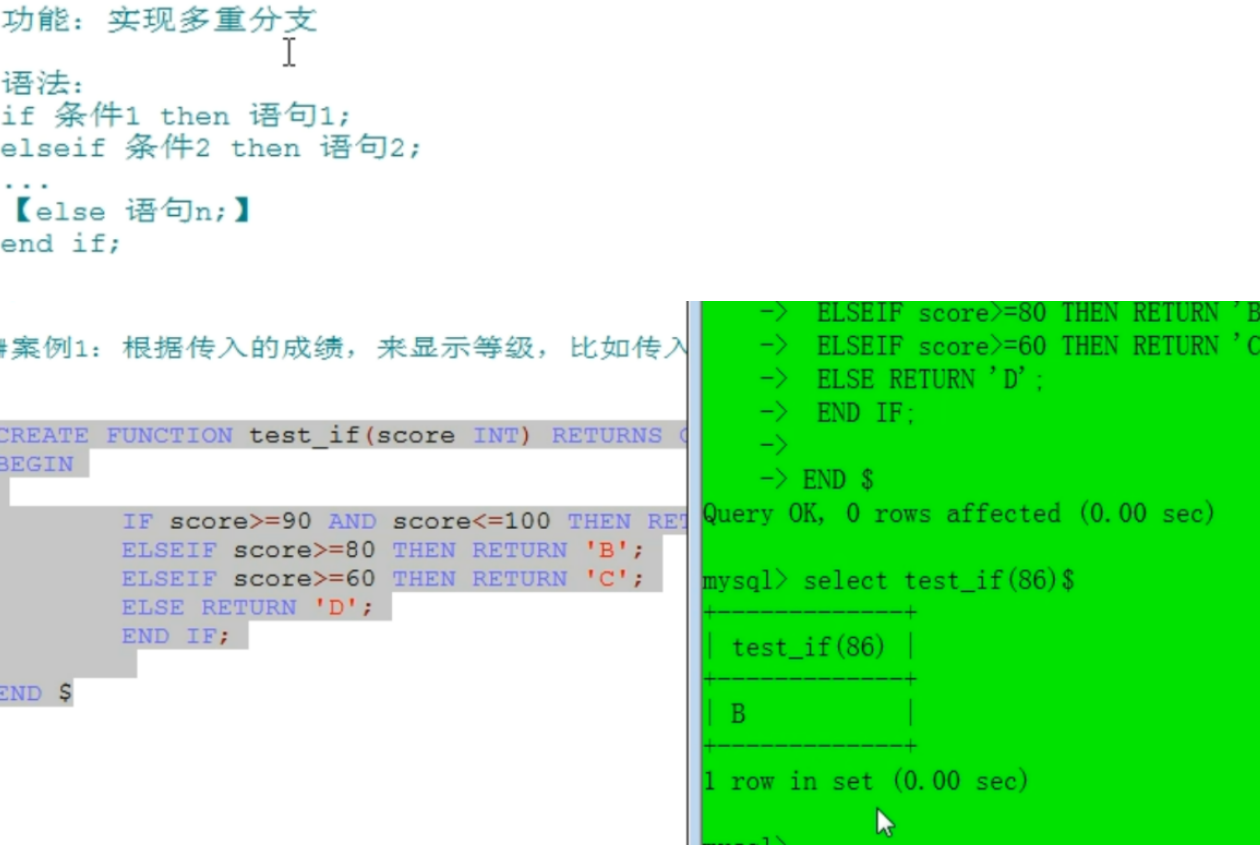 功能：实现多重分支
语法：
if 条件1 then 语句1;
elseif 条件2 then 语句2;
...
【else 语句n;】
end if;
#案例1：根据传入的成绩，来显示等级，比如传入
CREATE FUNCTION test_if(score INT) RETURNS
BEGIN
IF score>=90 AND score<=100 THEN RET
ELSEIF score>=80 THEN RETURN 'B';
ELSEIF score>=60 THEN RETURN 'C';
ELSE RETURN 'D';
END IF;
END $
-> ELSEIF score>=80 THEN RETURN 'B
-> ELSEIF score>=60 THEN RETURN 'C
-> ELSE RETURN 'D';
-> END IF;
->
-> END $
Query OK, 0 rows affected (0.00 sec)
mysql> select test_if(86)$
+-------------+
| test_if(86) |
+-------------+
| B |
+-------------+
1 row in set (0.00 sec)
mysql>